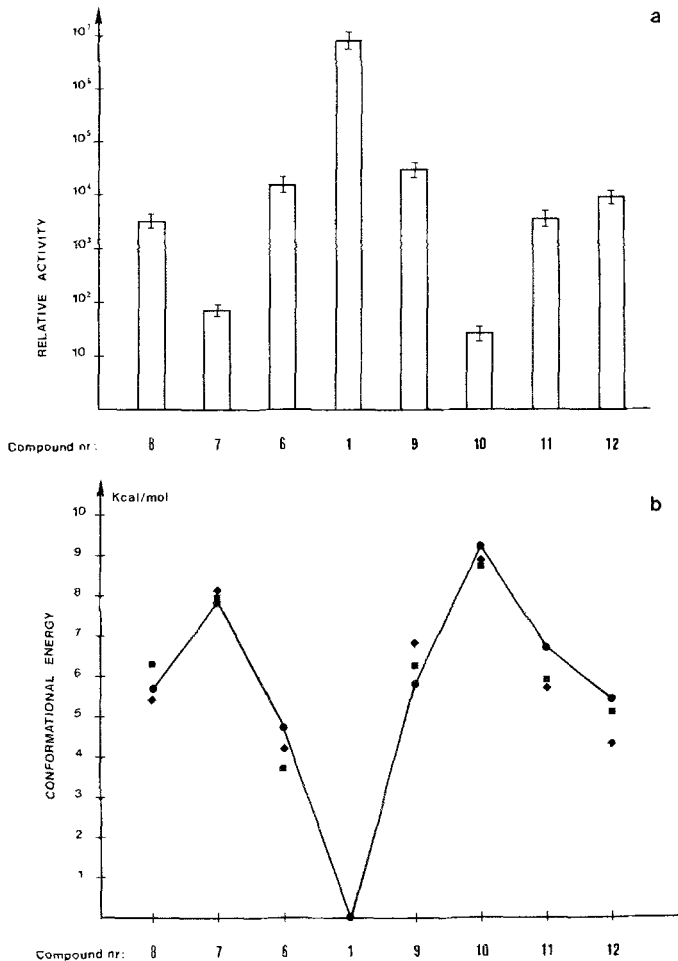 a
10⁷
10⁶
10⁵
10⁴
10³
10²
10
RELATIVE ACTIVITY
Compound nr: 8 7 6 1 9 10 11 12
b
Kcal/mol
10
9
8
7
6
5
4
3
2
1
CONFORMATIONAL ENERGY
Compound nr: 8 7 6 1 9 10 11 12